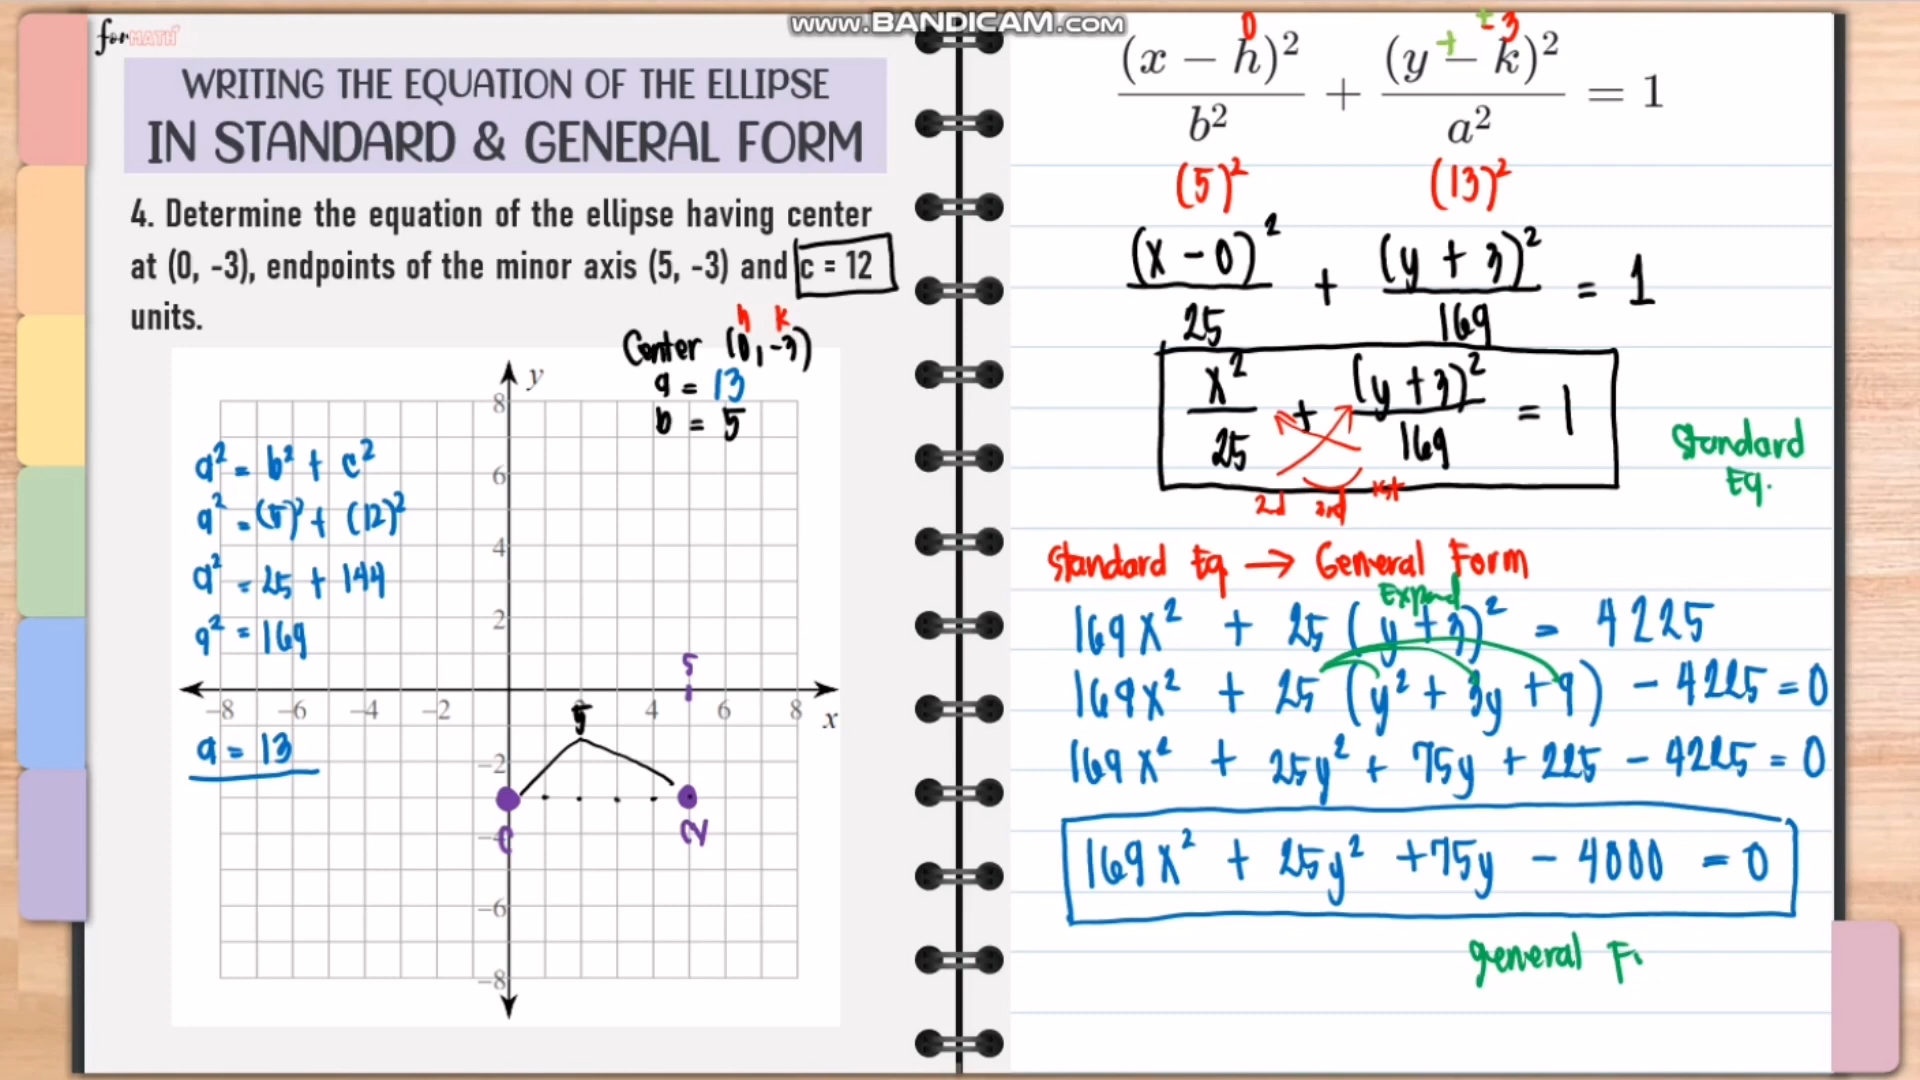 www.BANDICAM.com
forMATH
WRITING THE EQUATION OF THE ELLIPSE
IN STANDARD & GENERAL FORM
4. Determine the equation of the ellipse having center
at (0, -3), endpoints of the minor axis (5, -3) and c = 12
units.
h k
Center (0, -3)
a = 13
b = 5
a² = b² + c²
a² = (5)² + (12)²
a² = 25 + 144
a² = 169
a = 13
y
8
6
4
2
5
-8 -6 -4 -2 4 6 8 x
5
-2
-4
-6
-8
C
CV
0 + ± -3
(x − h)² / b² + (y − k)² / a² = 1
(5)² (13)²
(x - 0)² / 25 + (y + 3)² / 169 = 1
x² / 25 + (y + 3)² / 169 = 1
2nd 3rd 1st
Standard
Eq.
Standard Eq → General Form
Expand
169x² + 25 (y + 3)² = 4225
169x² + 25 (y² + 3y + 9) - 4225 = 0
169x² + 25y² + 75y + 225 - 4225 = 0
169x² + 25y² + 75y - 4000 = 0
general F